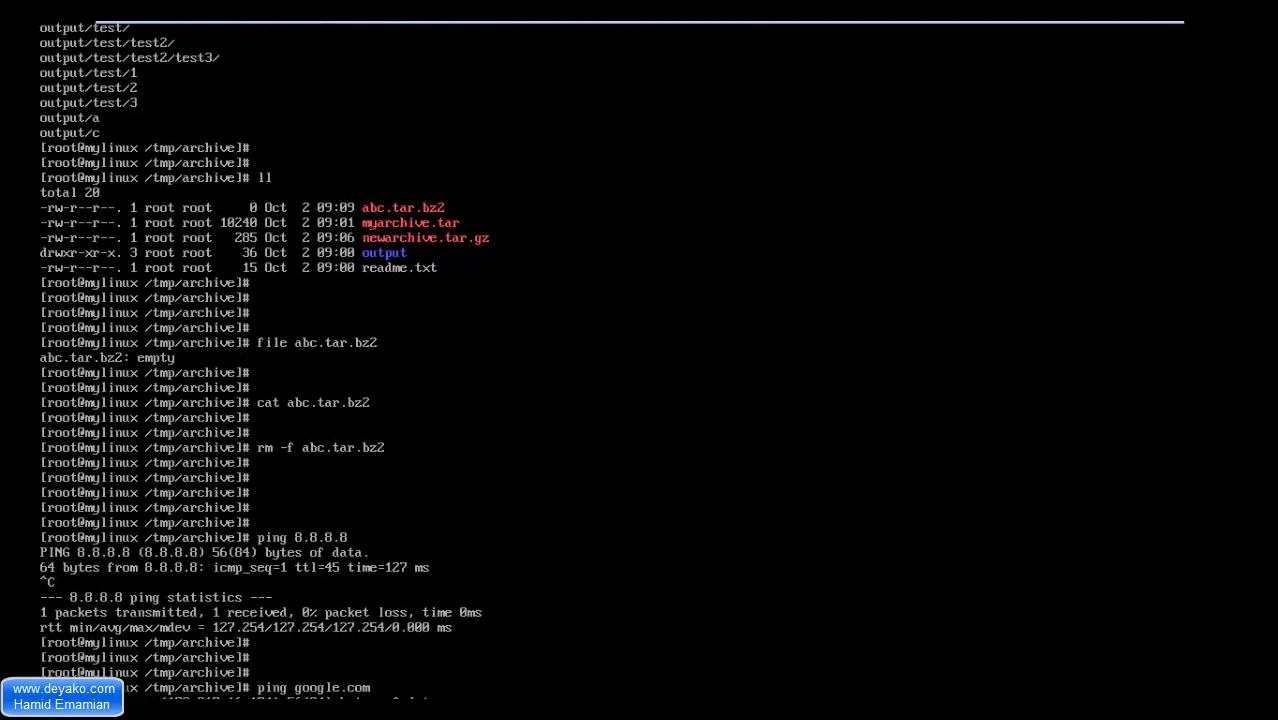 output/test/
output/test/test2/
output/test/test2/test3/
output/test/1
output/test/2
output/test/3
output/a
output/c
[root@mylinux /tmp/archive]#
[root@mylinux /tmp/archive]#
[root@mylinux /tmp/archive]# ll
total 20
-rw-r--r--. 1 root root     0 Oct  2 09:09 abc.tar.bz2
-rw-r--r--. 1 root root 10240 Oct  2 09:01 myarchive.tar
-rw-r--r--. 1 root root   285 Oct  2 09:06 newarchive.tar.gz
drwxr-xr-x. 3 root root    36 Oct  2 09:00 output
-rw-r--r--. 1 root root    15 Oct  2 09:00 readme.txt
[root@mylinux /tmp/archive]#
[root@mylinux /tmp/archive]#
[root@mylinux /tmp/archive]#
[root@mylinux /tmp/archive]#
[root@mylinux /tmp/archive]# file abc.tar.bz2
abc.tar.bz2: empty
[root@mylinux /tmp/archive]#
[root@mylinux /tmp/archive]#
[root@mylinux /tmp/archive]# cat abc.tar.bz2
[root@mylinux /tmp/archive]#
[root@mylinux /tmp/archive]#
[root@mylinux /tmp/archive]# rm -f abc.tar.bz2
[root@mylinux /tmp/archive]#
[root@mylinux /tmp/archive]#
[root@mylinux /tmp/archive]#
[root@mylinux /tmp/archive]#
[root@mylinux /tmp/archive]#
[root@mylinux /tmp/archive]# ping 8.8.8.8
PING 8.8.8.8 (8.8.8.8) 56(84) bytes of data.
64 bytes from 8.8.8.8: icmp_seq=1 ttl=45 time=127 ms
^C
--- 8.8.8.8 ping statistics ---
1 packets transmitted, 1 received, 0% packet loss, time 0ms
rtt min/avg/max/mdev = 127.254/127.254/127.254/0.000 ms
[root@mylinux /tmp/archive]#
[root@mylinux /tmp/archive]#
[root@mylinux /tmp/archive]#
[root@mylinux /tmp/archive]# ping google.com
www.deyako.com
Hamid Emamian